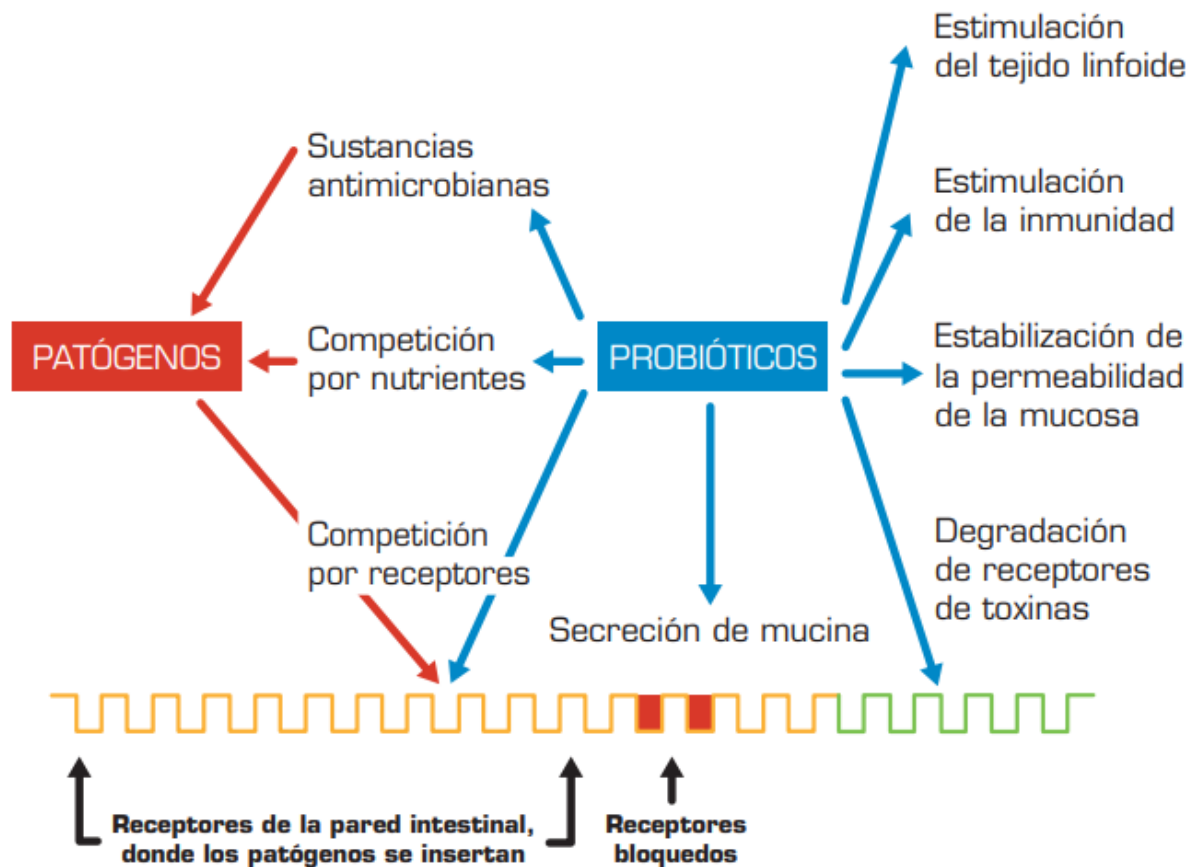 Estimulación
del tejido linfoide
Sustancias
antimicrobianas
Estimulación
de la inmunidad
PATÓGENOS
Competición
por nutrientes
PROBIÓTICOS
Estabilización de
la permeabilidad
de la mucosa
Competición
por receptores
Degradación
de receptores
de toxinas
Secreción de mucina
Receptores de la pared intestinal,
donde los patógenos se insertan
Receptores
bloquedos